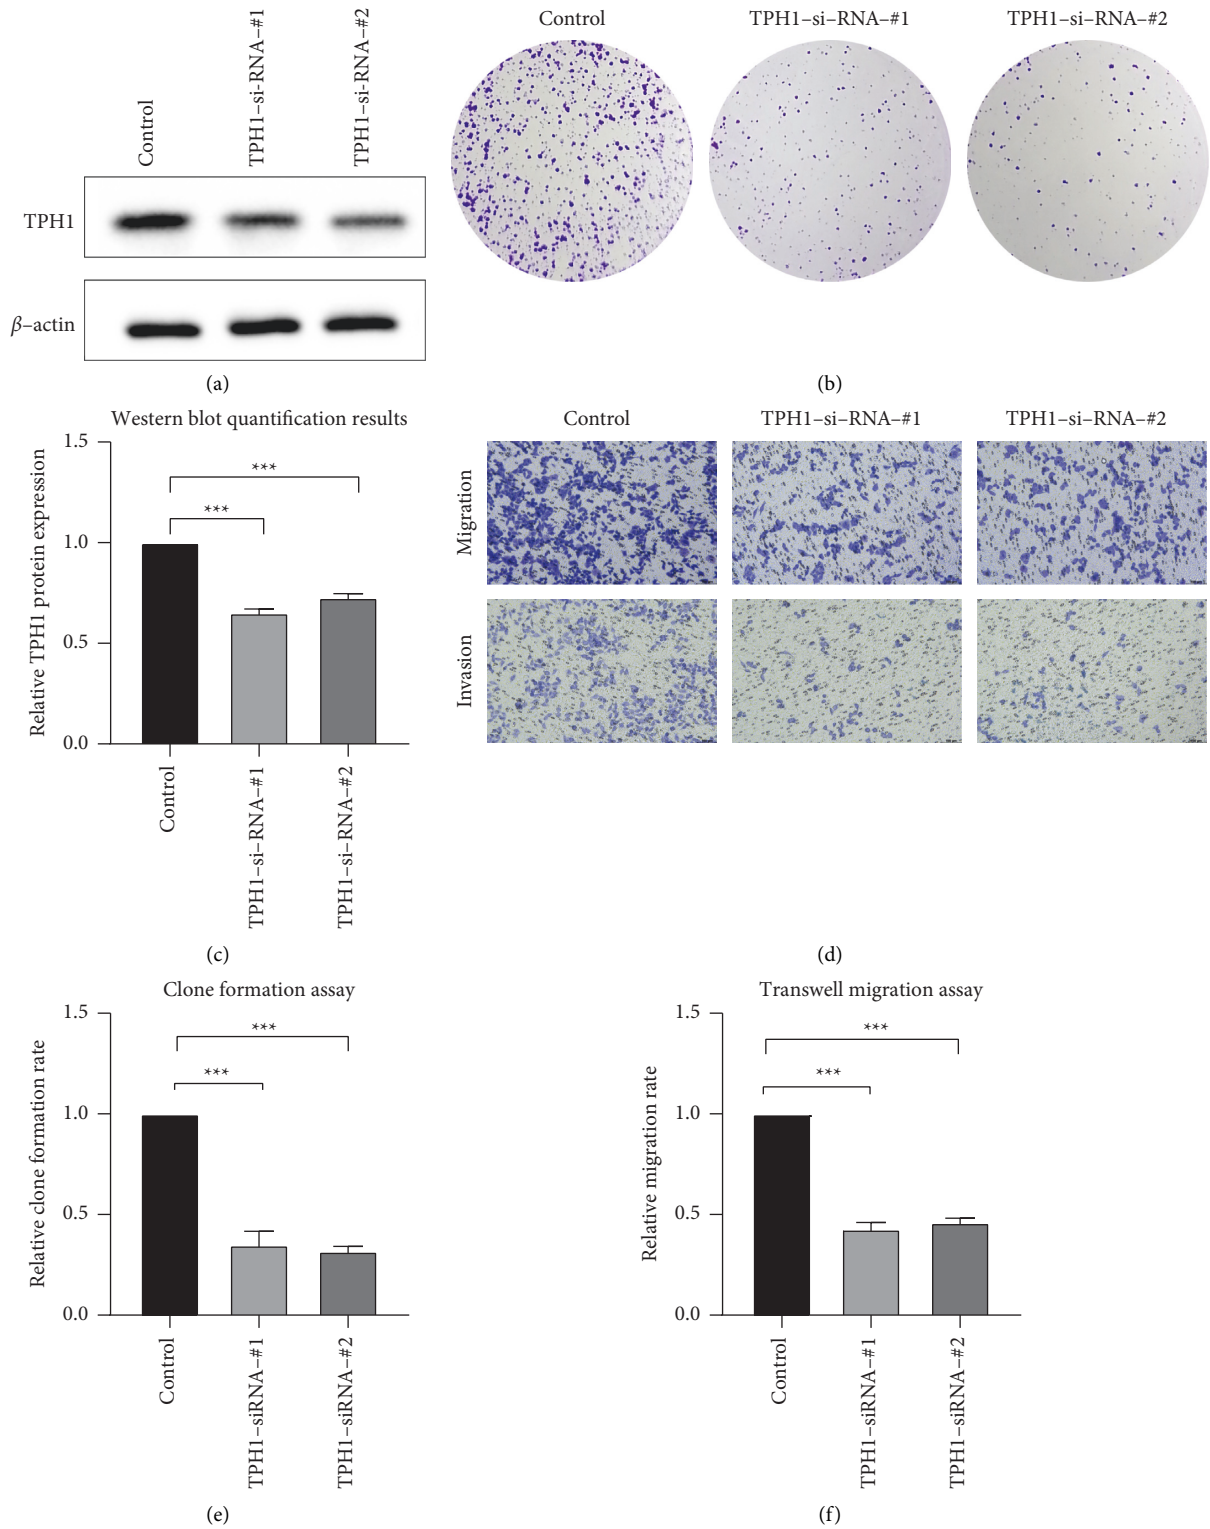 Control
TPH1–si-RNA–#1
TPH1–si-RNA–#2
TPH1
β–actin
(a)
Control
TPH1–si–RNA–#1
TPH1–si–RNA–#2
(b)
Western blot quantification results
Relative TPH1 protein expression
1.5
1.0
0.5
0.0
***
***
Control
TPH1–si–RNA–#1
TPH1–si–RNA–#2
(c)
Control
TPH1–si–RNA–#1
TPH1–si–RNA–#2
Migration
Invasion
(d)
Clone formation assay
Relative clone formation rate
1.5
1.0
0.5
0.0
***
***
Control
TPH1–siRNA–#1
TPH1–siRNA–#2
(e)
Transwell migration assay
Relative migration rate
1.5
1.0
0.5
0.0
***
***
Control
TPH1–siRNA–#1
TPH1–siRNA–#2
(f)